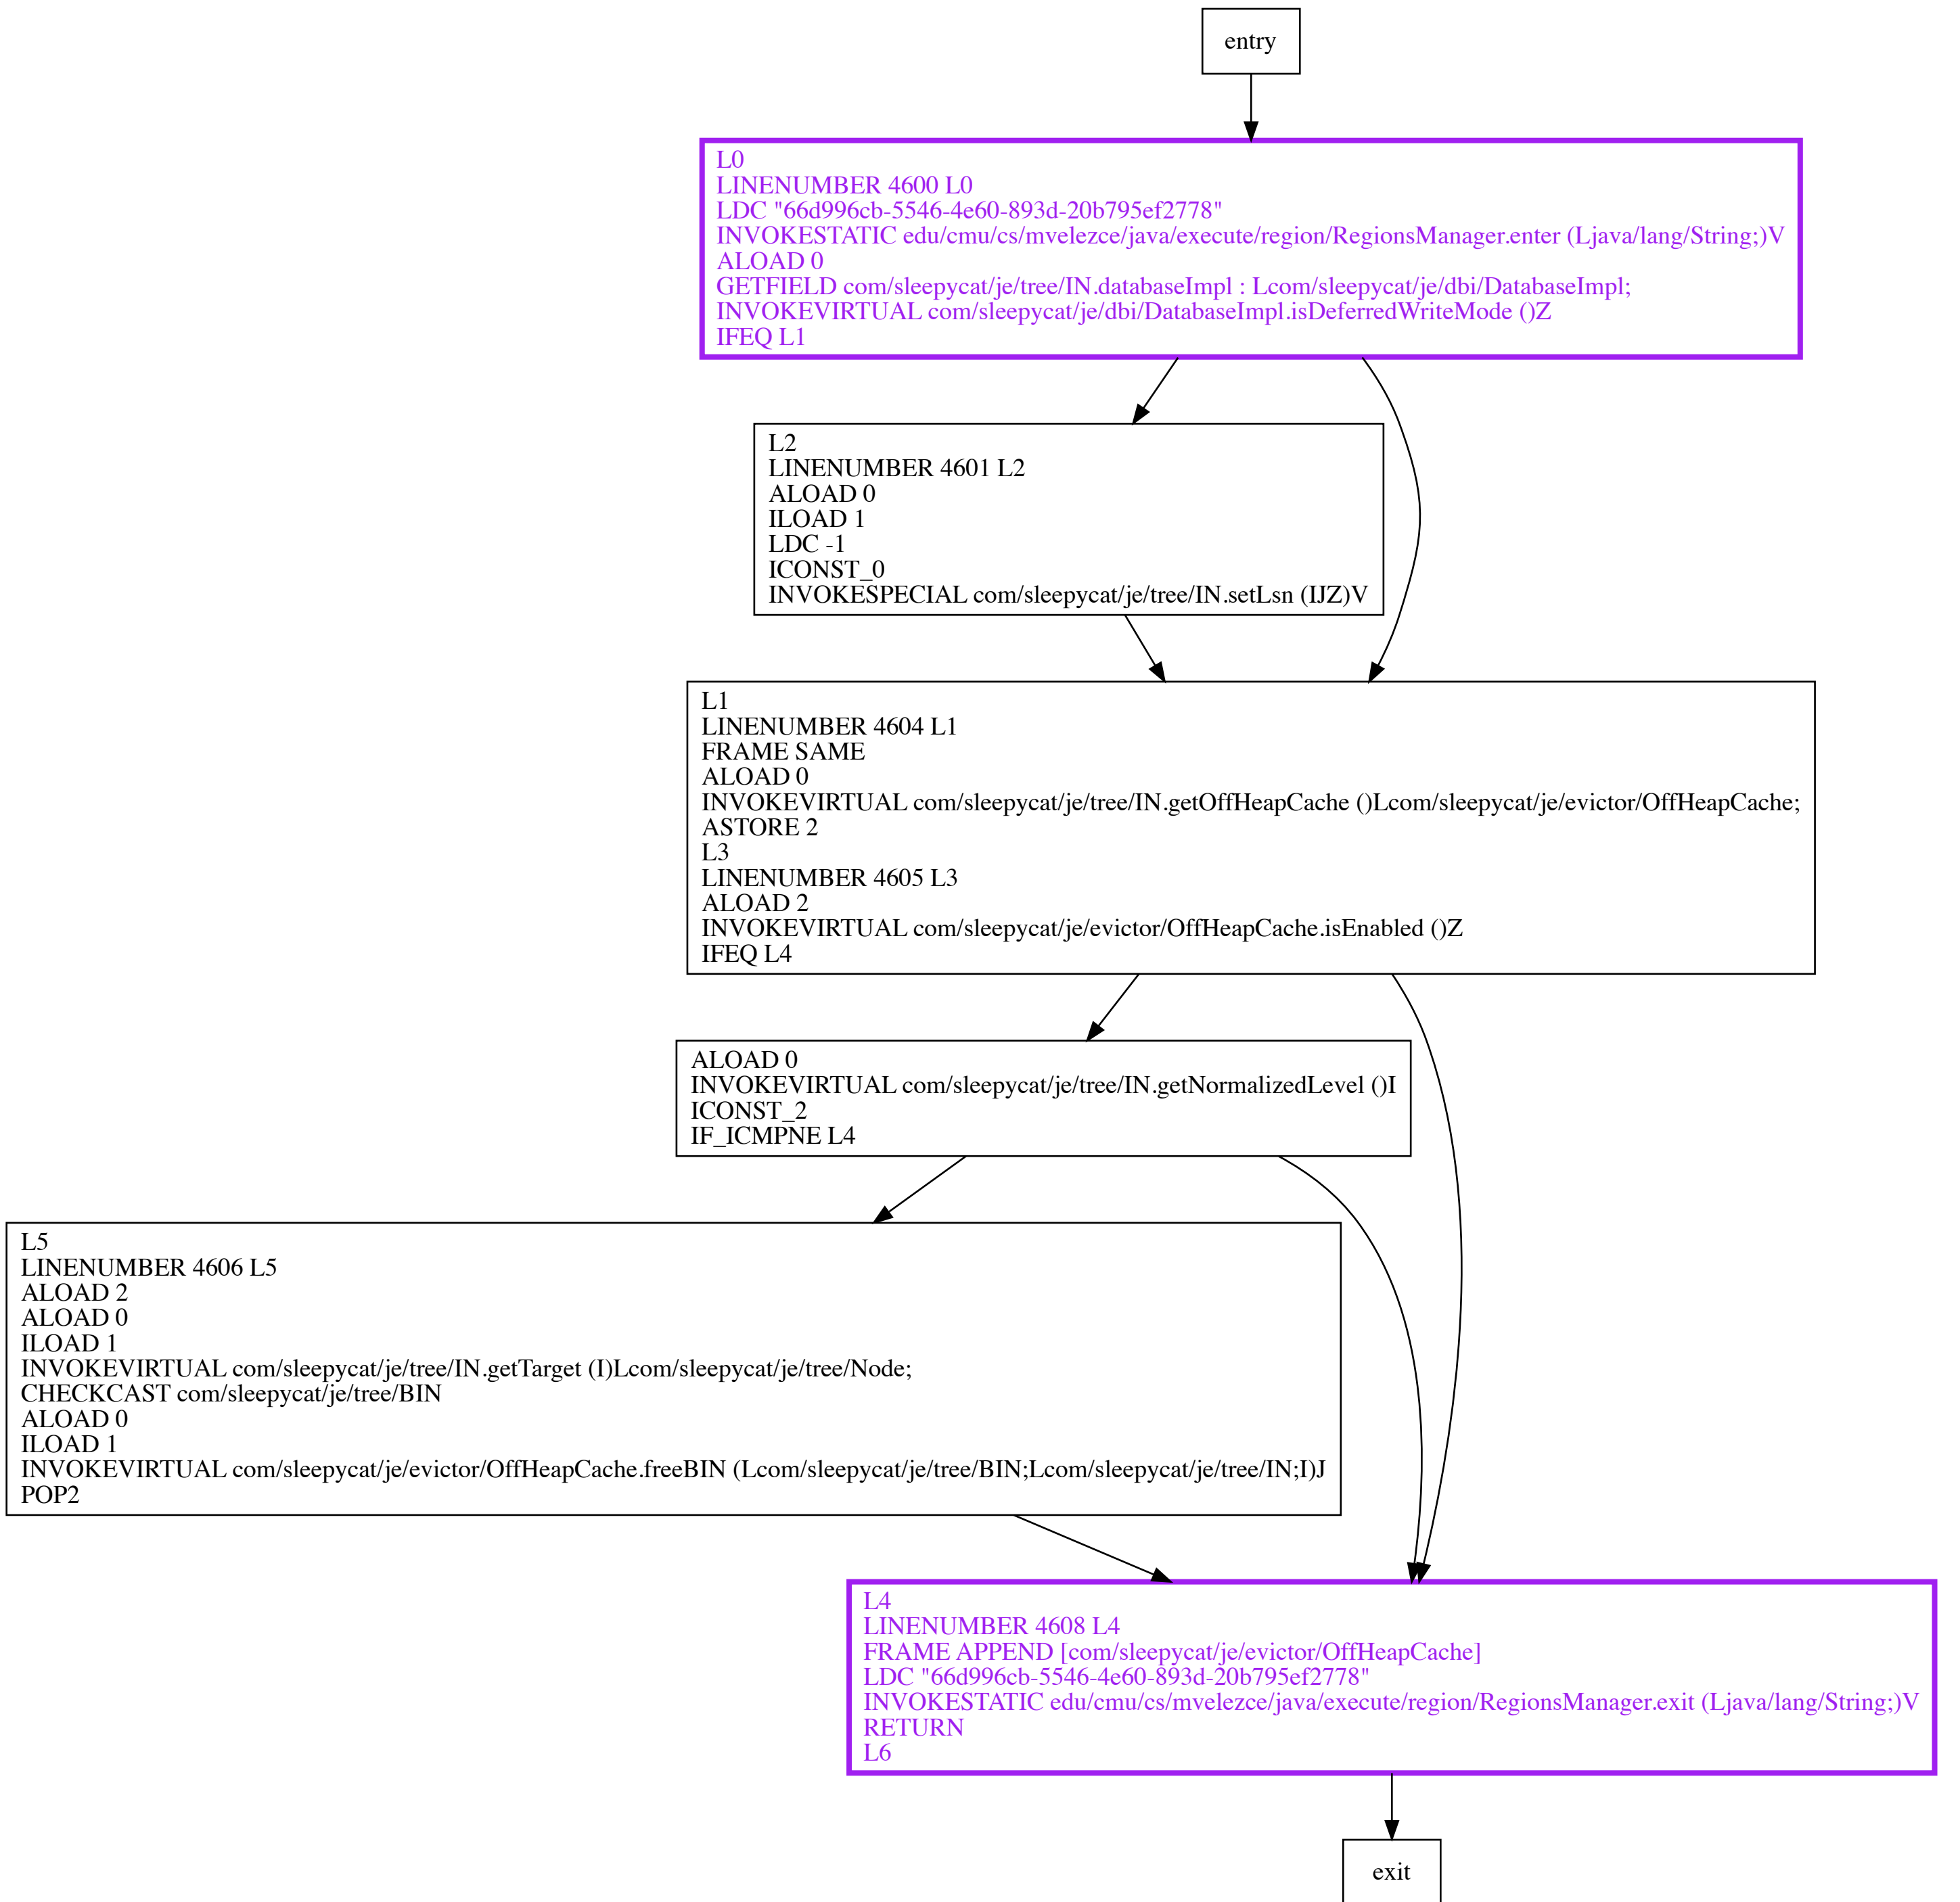 entry
L0
LINENUMBER 4600 L0
LDC "66d996cb-5546-4e60-893d-20b795ef2778"
INVOKESTATIC edu/cmu/cs/mvelezce/java/execute/region/RegionsManager.enter (Ljava/lang/String;)V
ALOAD 0
GETFIELD com/sleepycat/je/tree/IN.databaseImpl : Lcom/sleepycat/je/dbi/DatabaseImpl;
INVOKEVIRTUAL com/sleepycat/je/dbi/DatabaseImpl.isDeferredWriteMode ()Z
IFEQ L1
L2
LINENUMBER 4601 L2
ALOAD 0
ILOAD 1
LDC -1
ICONST_0
INVOKESPECIAL com/sleepycat/je/tree/IN.setLsn (IJZ)V
L1
LINENUMBER 4604 L1
FRAME SAME
ALOAD 0
INVOKEVIRTUAL com/sleepycat/je/tree/IN.getOffHeapCache ()Lcom/sleepycat/je/evictor/OffHeapCache;
ASTORE 2
L3
LINENUMBER 4605 L3
ALOAD 2
INVOKEVIRTUAL com/sleepycat/je/evictor/OffHeapCache.isEnabled ()Z
IFEQ L4
ALOAD 0
INVOKEVIRTUAL com/sleepycat/je/tree/IN.getNormalizedLevel ()I
ICONST_2
IF_ICMPNE L4
L5
LINENUMBER 4606 L5
ALOAD 2
ALOAD 0
ILOAD 1
INVOKEVIRTUAL com/sleepycat/je/tree/IN.getTarget (I)Lcom/sleepycat/je/tree/Node;
CHECKCAST com/sleepycat/je/tree/BIN
ALOAD 0
ILOAD 1
INVOKEVIRTUAL com/sleepycat/je/evictor/OffHeapCache.freeBIN (Lcom/sleepycat/je/tree/BIN;Lcom/sleepycat/je/tree/IN;I)J
POP2
L4
LINENUMBER 4608 L4
FRAME APPEND [com/sleepycat/je/evictor/OffHeapCache]
LDC "66d996cb-5546-4e60-893d-20b795ef2778"
INVOKESTATIC edu/cmu/cs/mvelezce/java/execute/region/RegionsManager.exit (Ljava/lang/String;)V
RETURN
L6
exit